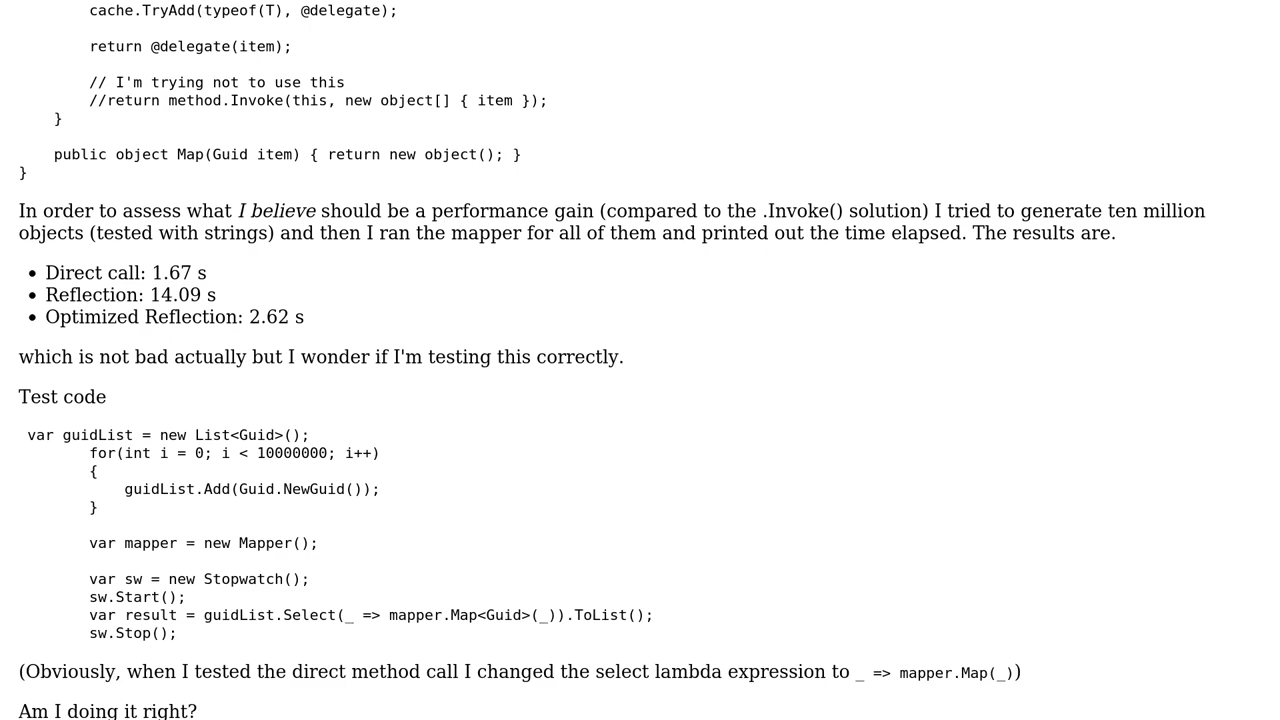 cache.TryAdd(typeof(T), @delegate);
return @delegate(item);
// I'm trying not to use this
//return method.Invoke(this, new object[] { item });
}
public object Map(Guid item) { return new object(); }
}
In order to assess what I believe should be a performance gain (compared to the .Invoke() solution) I tried to generate ten million
objects (tested with strings) and then I ran the mapper for all of them and printed out the time elapsed. The results are.
• Direct call: 1.67 s
• Reflection: 14.09 s
• Optimized Reflection: 2.62 s
which is not bad actually but I wonder if I'm testing this correctly.
Test code
var guidList = new List<Guid>();
for(int i = 0; i < 10000000; i++)
{
guidList.Add(Guid.NewGuid());
}
var mapper = new Mapper();
var sw = new Stopwatch();
sw.Start();
var result = guidList.Select(_ => mapper.Map<Guid>(_)).ToList();
sw.Stop();
(Obviously, when I tested the direct method call I changed the select lambda expression to _ => mapper.Map(_))
Am I doing it right?